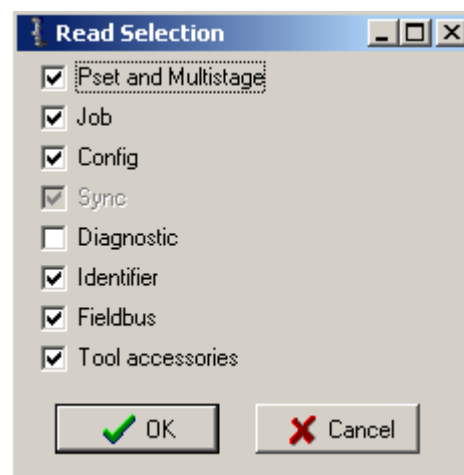 Read Selection
Pset and Multistage
Job
Config
Sync
Diagnostic
Identifier
Fieldbus
Tool accessories
OK Cancel